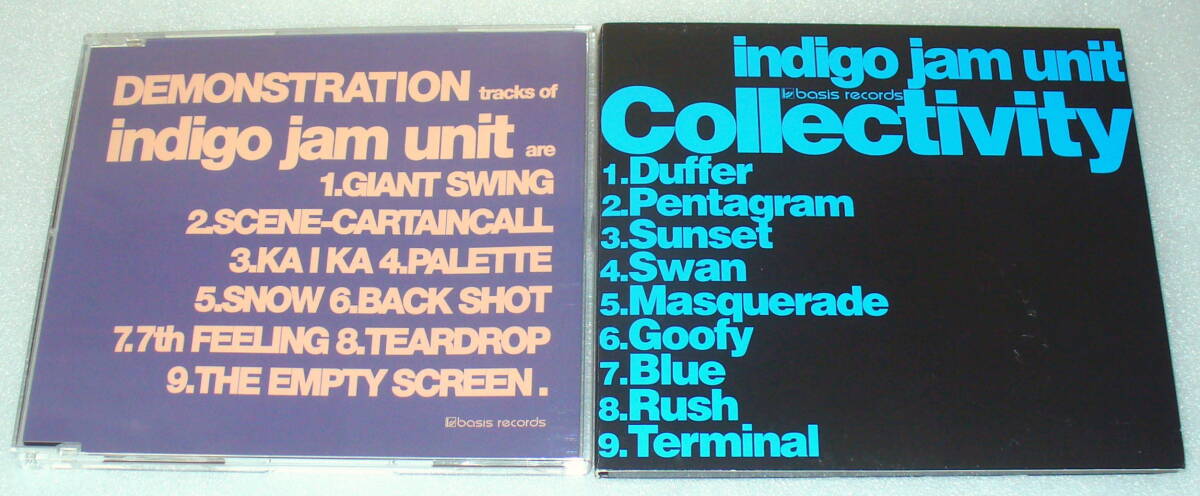 DEMONSTRATION tracks of
indigo jam unit are
1.GIANT SWING
2.SCENE-CARTAINCALL
3.KA I KA 4.PALETTE
5.SNOW 6.BACK SHOT
7.7th FEELING 8.TEARDROP
9.THE EMPTY SCREEN.
basis records
indigo jam unit
basis records
Collectivity
1.Duffer
2.Pentagram
3.Sunset
4.Swan
5.Masquerade
6.Goofy
7.Blue
8.Rush
9.Terminal